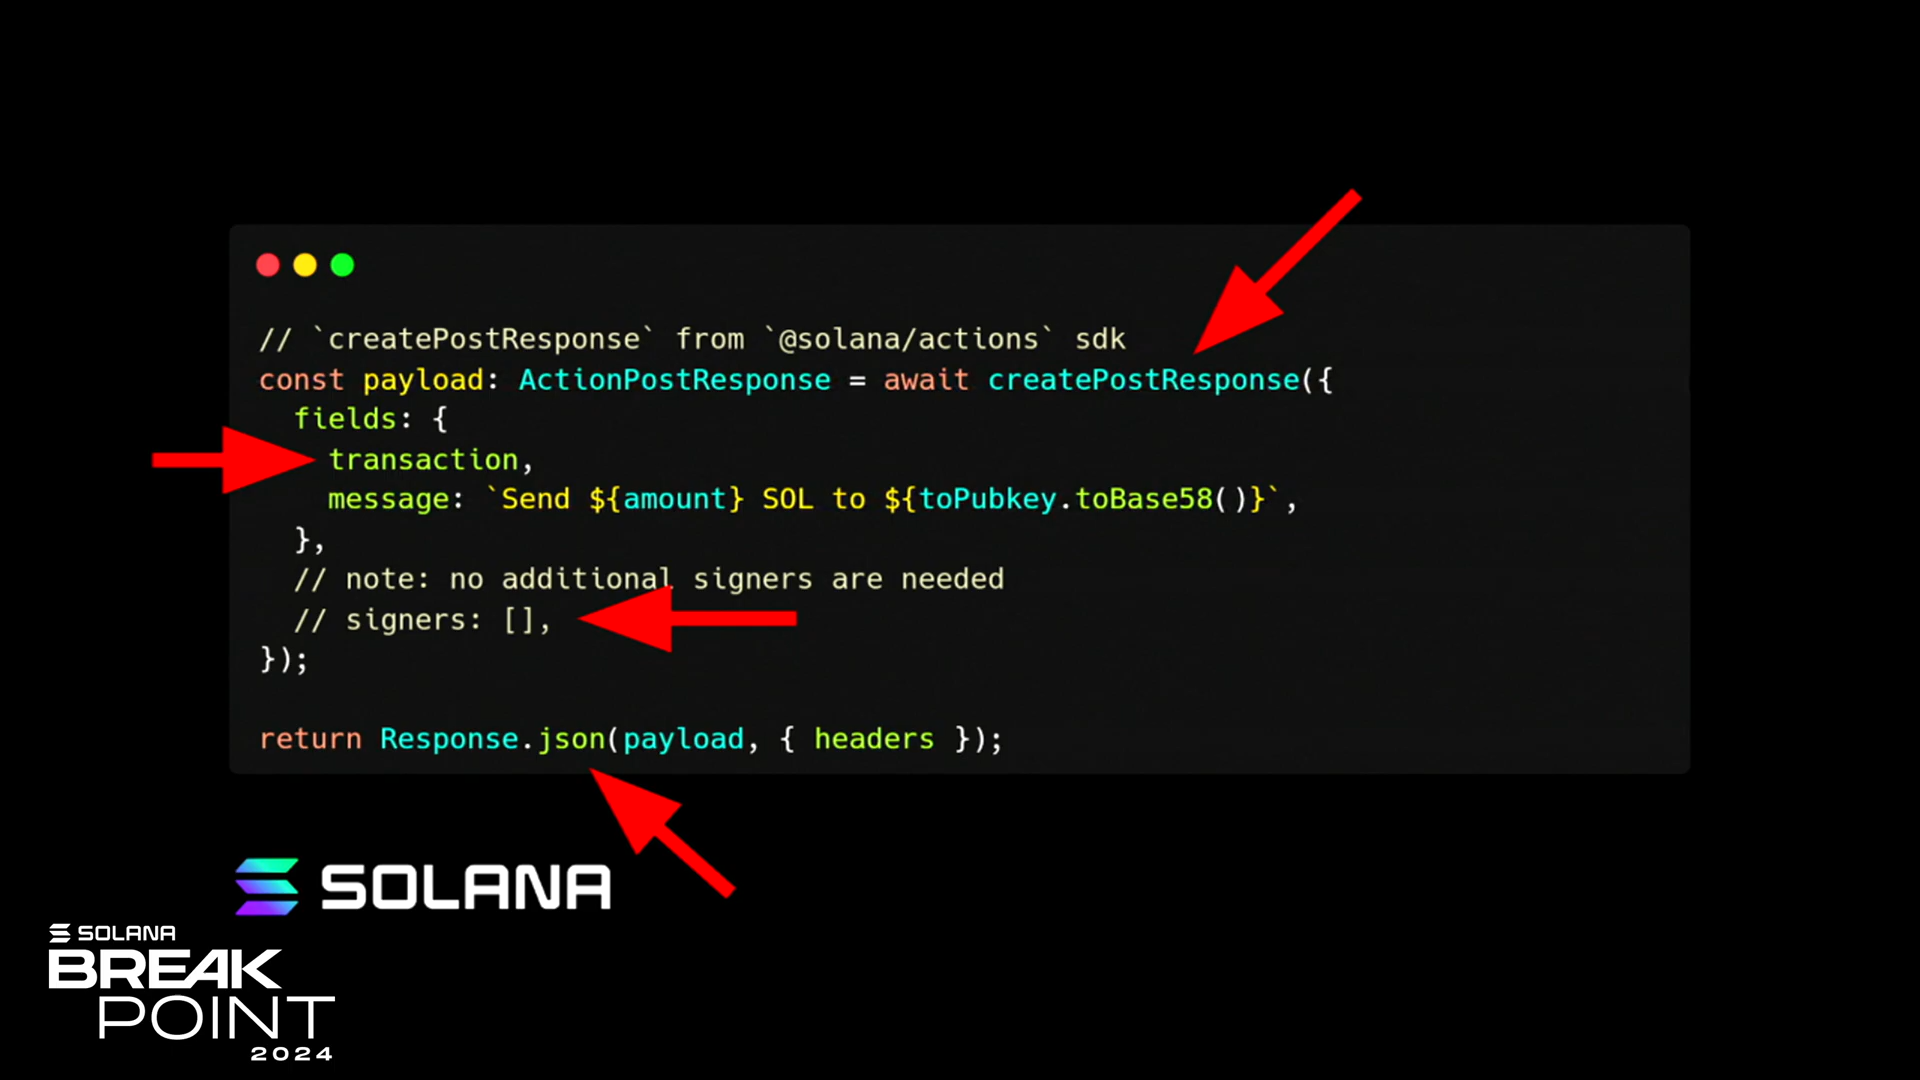 // `createPostResponse` from `@solana/actions` sdk
const payload: ActionPostResponse = await createPostResponse({
  fields: {
    transaction,
    message: `Send ${amount} SOL to ${toPubkey.toBase58()}`,
  },
  // note: no additional signers are needed
  // signers: [],
});

return Response.json(payload, { headers });
SOLANA
SOLANA
BREAK
POINT
2024